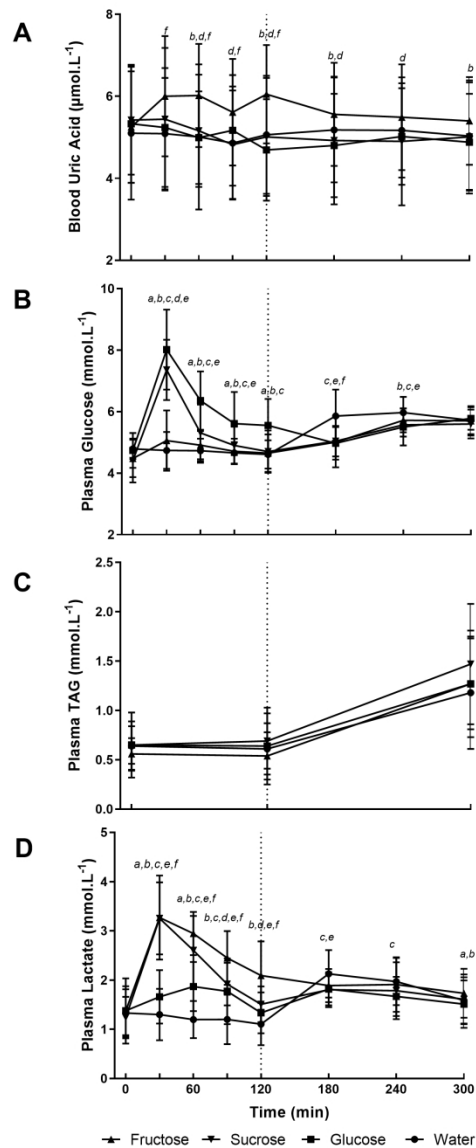 A
Blood Uric Acid (µmol.L⁻¹)
8
6
4
2
f
b,d,f
d,f
b,d,f
b,d
d
b
B
Plasma Glucose (mmol.L⁻¹)
10
8
6
4
2
a,b,c,d,e
a,b,c,e
a,b,c,e
a,b,c
c,e,f
b,c,e
C
Plasma TAG (mmol.L⁻¹)
2.5
2.0
1.5
1.0
0.5
0.0
D
Plasma Lactate (mmol.L⁻¹)
5
4
3
2
1
0
a,b,c,e,f
a,b,c,e,f
b,c,d,e,f
b,d,e,f
c,e
c
a,b
0 60 120 180 240 300
Time (min)
Fructose Sucrose Glucose Water